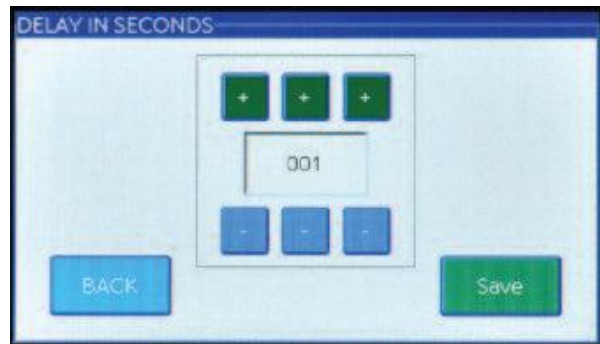 DELAY IN SECONDS
+ + +
001
- - -
BACK
Save